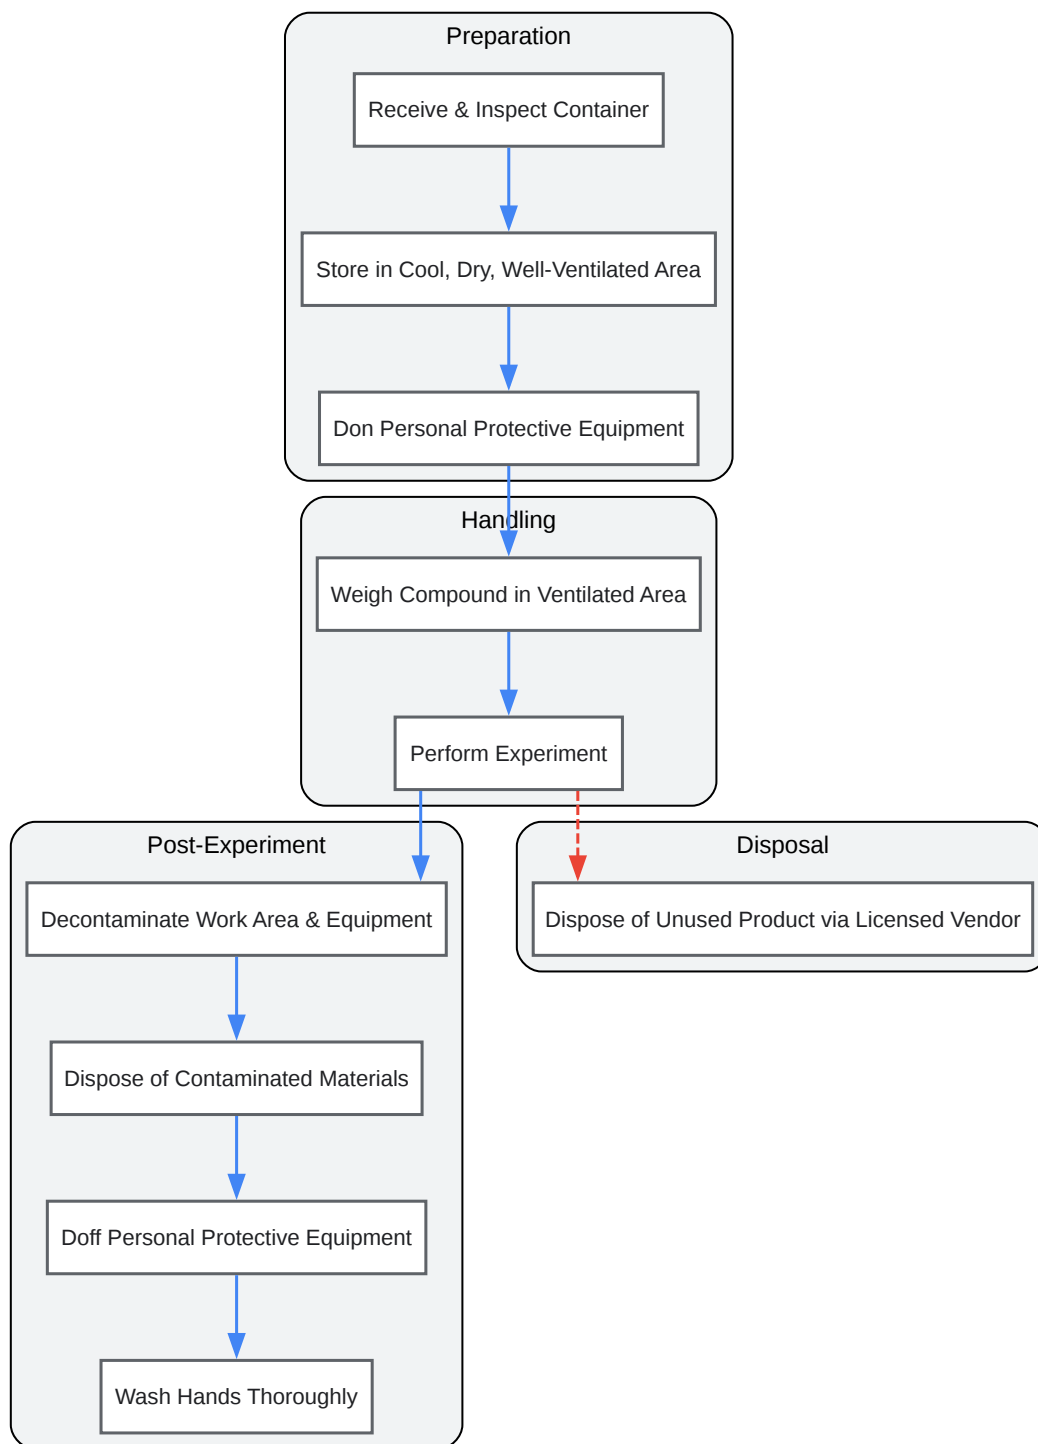 Preparation
Receive & Inspect Container
Store in Cool, Dry, Well-Ventilated Area
Don Personal Protective Equipment
Handling
Weigh Compound in Ventilated Area
Perform Experiment
Post-Experiment
Decontaminate Work Area & Equipment
Dispose of Contaminated Materials
Doff Personal Protective Equipment
Wash Hands Thoroughly
Disposal
Dispose of Unused Product via Licensed Vendor